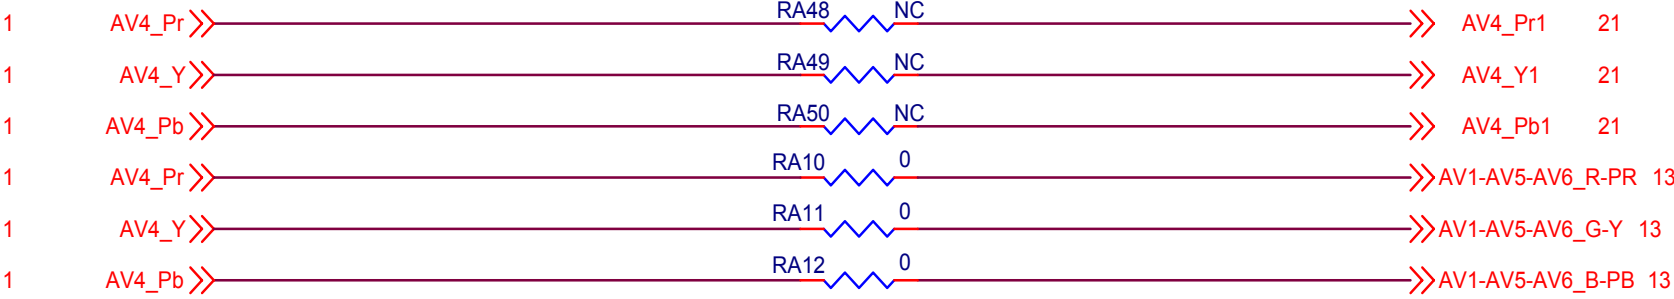 1 AV4_Pr RA48 NC AV4_Pr1 21
1 AV4_Y RA49 NC AV4_Y1 21
1 AV4_Pb RA50 NC AV4_Pb1 21
1 AV4_Pr RA10 0 AV1-AV5-AV6_R-PR 13
1 AV4_Y RA11 0 AV1-AV5-AV6_G-Y 13
1 AV4_Pb RA12 0 AV1-AV5-AV6_B-PB 13